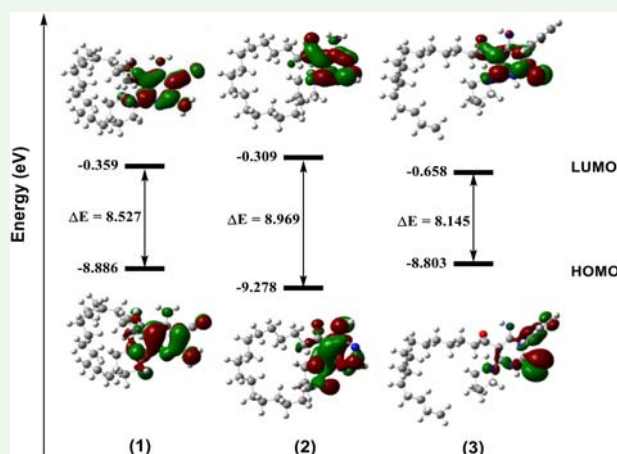 Energy (eV)
-0.359
-0.309
-0.658
LUMO
ΔE = 8.527
ΔE = 8.969
ΔE = 8.145
-8.886
-9.278
-8.803
HOMO
(1)
(2)
(3)